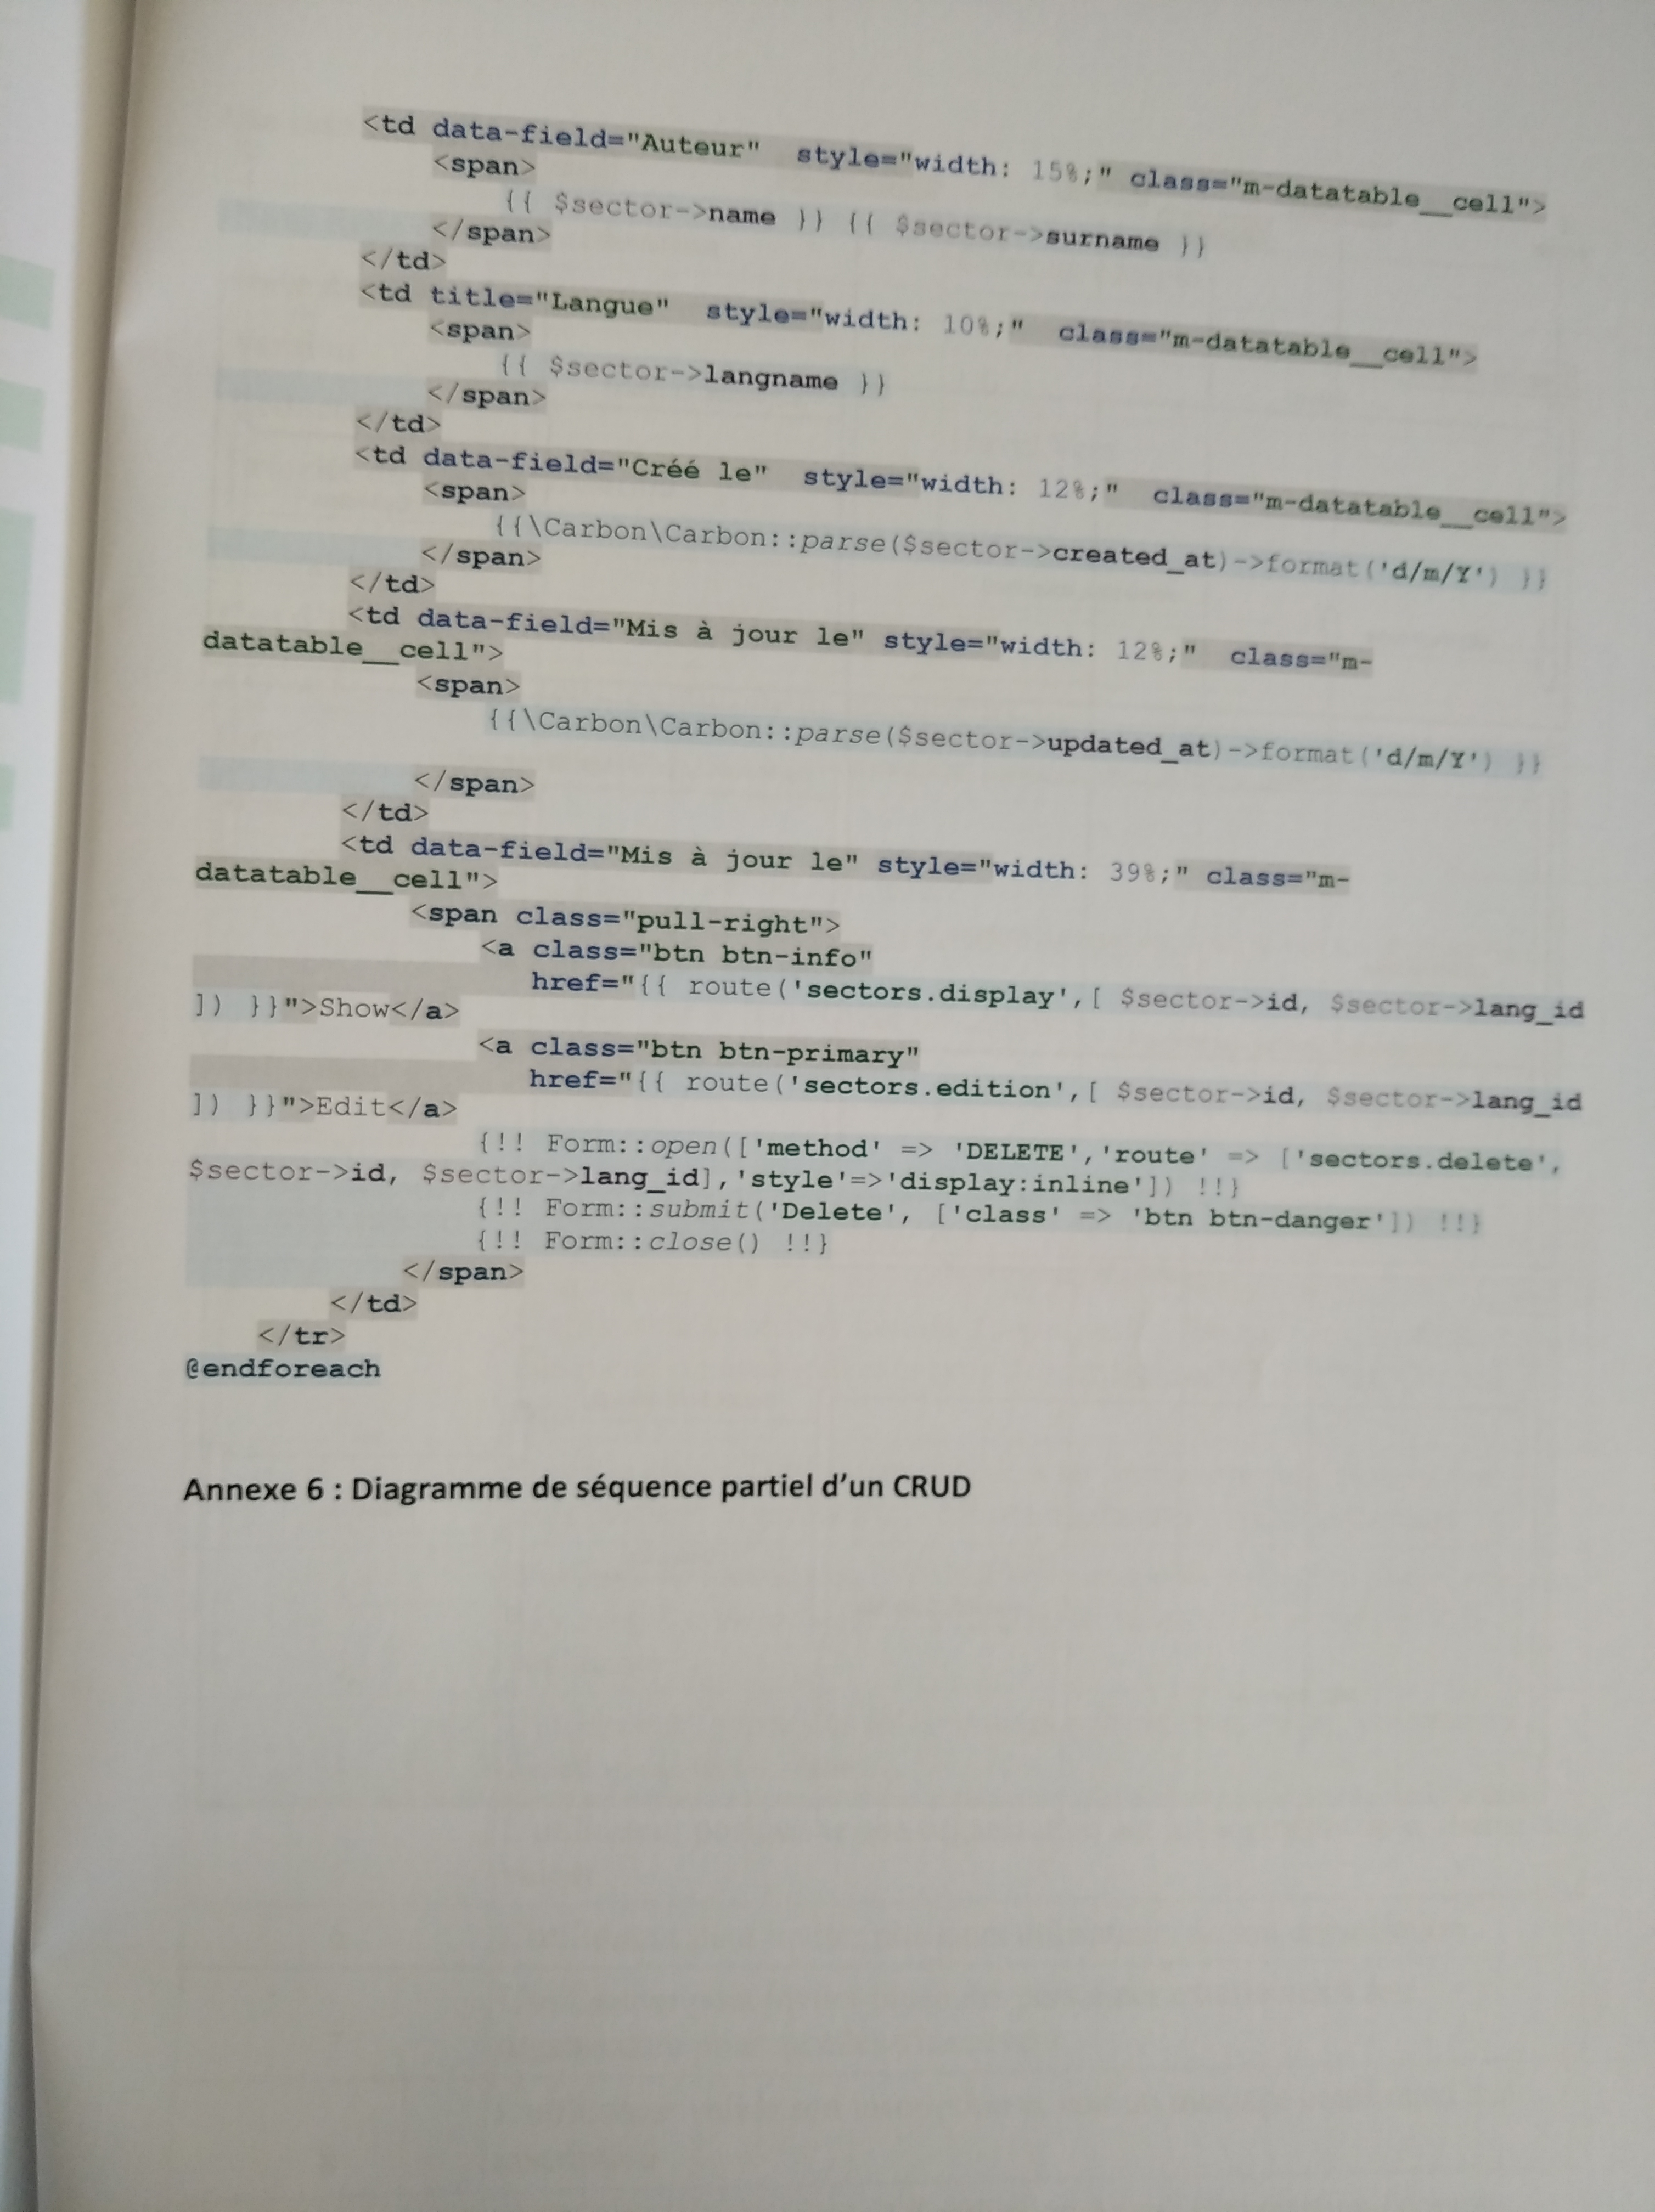 <td data-field="Auteur"  style="width: 15%;" class="m-datatable__cell">
<span>
{{ $sector->name }} {{ $sector->surname }}
</span>
</td>
<td title="Langue"  style="width: 10%;"  class="m-datatable__cell">
<span>
{{ $sector->langname }}
</span>
</td>
<td data-field="Créé le"  style="width: 12%;"  class="m-datatable__cell">
<span>
{{\Carbon\Carbon::parse($sector->created_at)->format('d/m/Y') }}
</span>
</td>
<td data-field="Mis à jour le" style="width: 12%;"  class="m-
datatable__cell">
<span>
{{\Carbon\Carbon::parse($sector->updated_at)->format('d/m/Y') }}
</span>
</td>
<td data-field="Mis à jour le" style="width: 39%;" class="m-
datatable__cell">
<span class="pull-right">
<a class="btn btn-info"
href="{{ route('sectors.display',[ $sector->id, $sector->lang_id
]) }}">Show</a>
<a class="btn btn-primary"
href="{{ route('sectors.edition',[ $sector->id, $sector->lang_id
]) }}">Edit</a>
{!! Form::open(['method' => 'DELETE','route' => ['sectors.delete',
$sector->id, $sector->lang_id],'style'=>'display:inline']) !!}
{!! Form::submit('Delete', ['class' => 'btn btn-danger']) !!}
{!! Form::close() !!}
</span>
</td>
</tr>
@endforeach
Annexe 6 : Diagramme de séquence partiel d'un CRUD